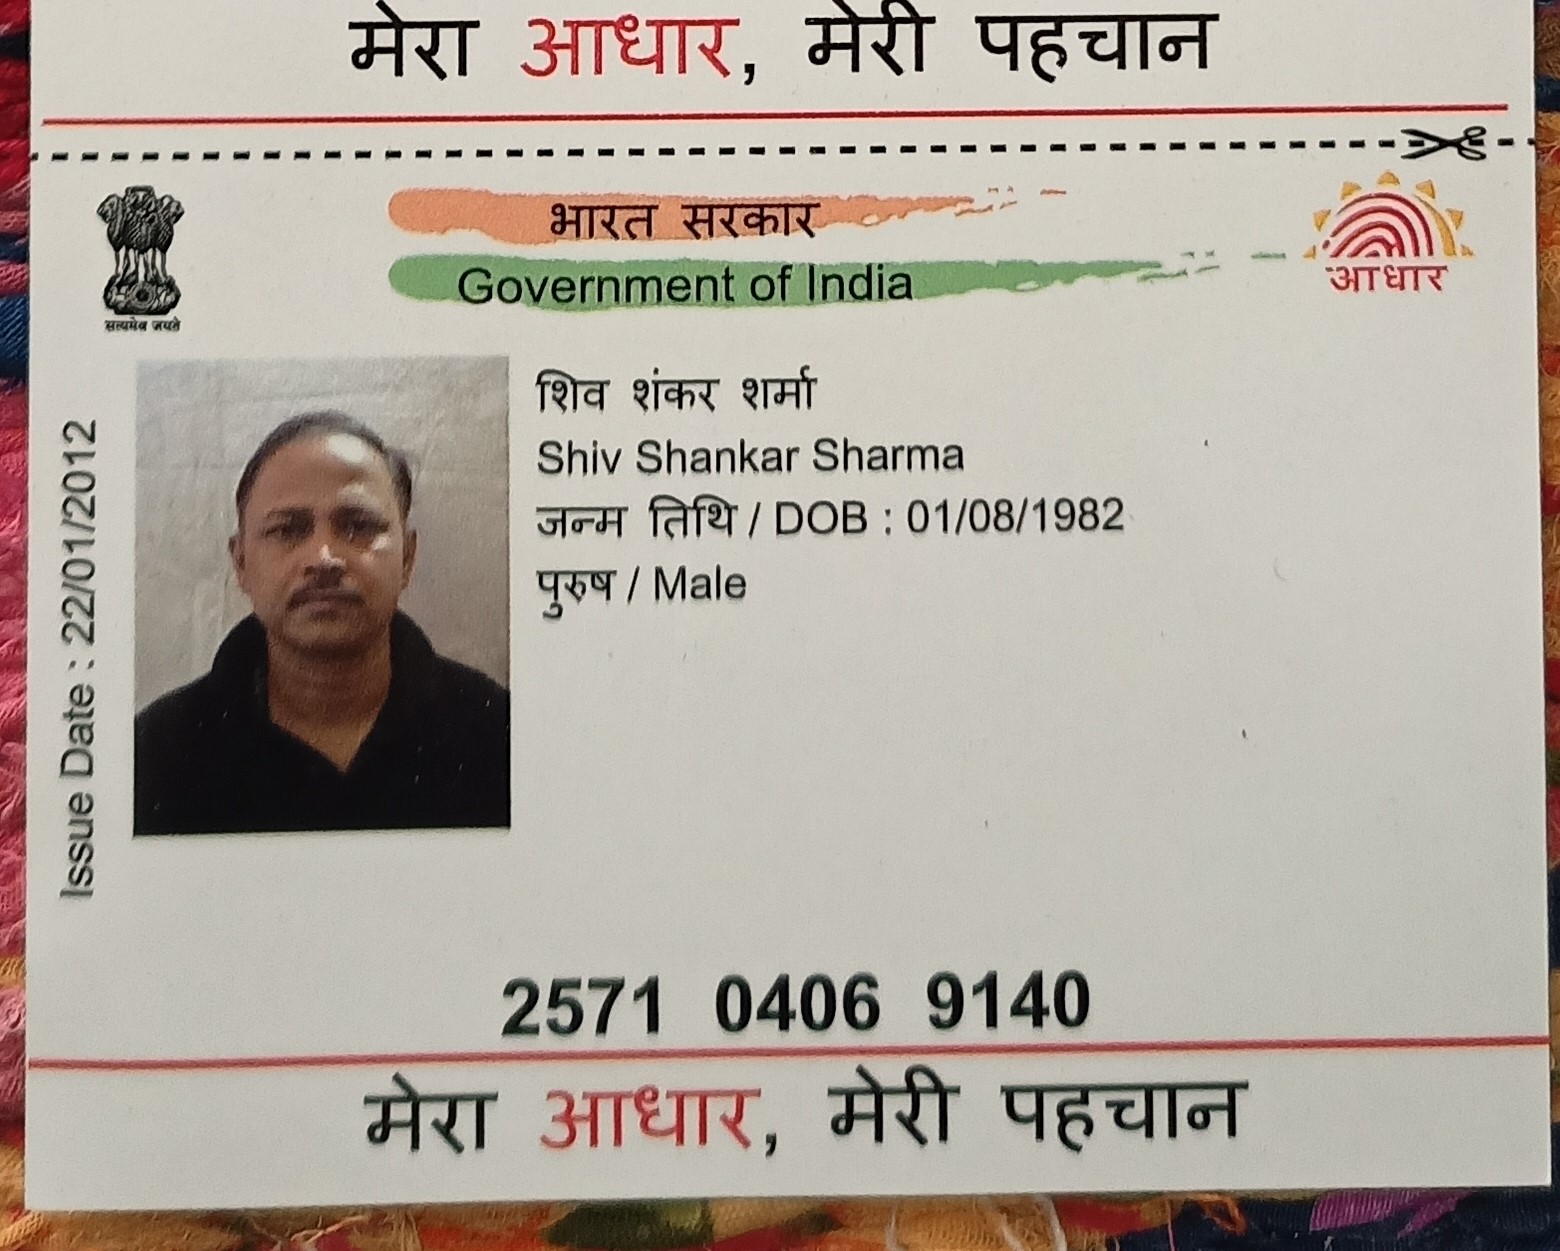 मेरा आधार, मेरी पहचान
सत्यमेव जयते
भारत सरकार
Government of India
आधार
Issue Date : 22/01/2012
शिव शंकर शर्मा
Shiv Shankar Sharma
जन्म तिथि / DOB : 01/08/1982
पुरुष / Male
2571 0406 9140
मेरा आधार, मेरी पहचान